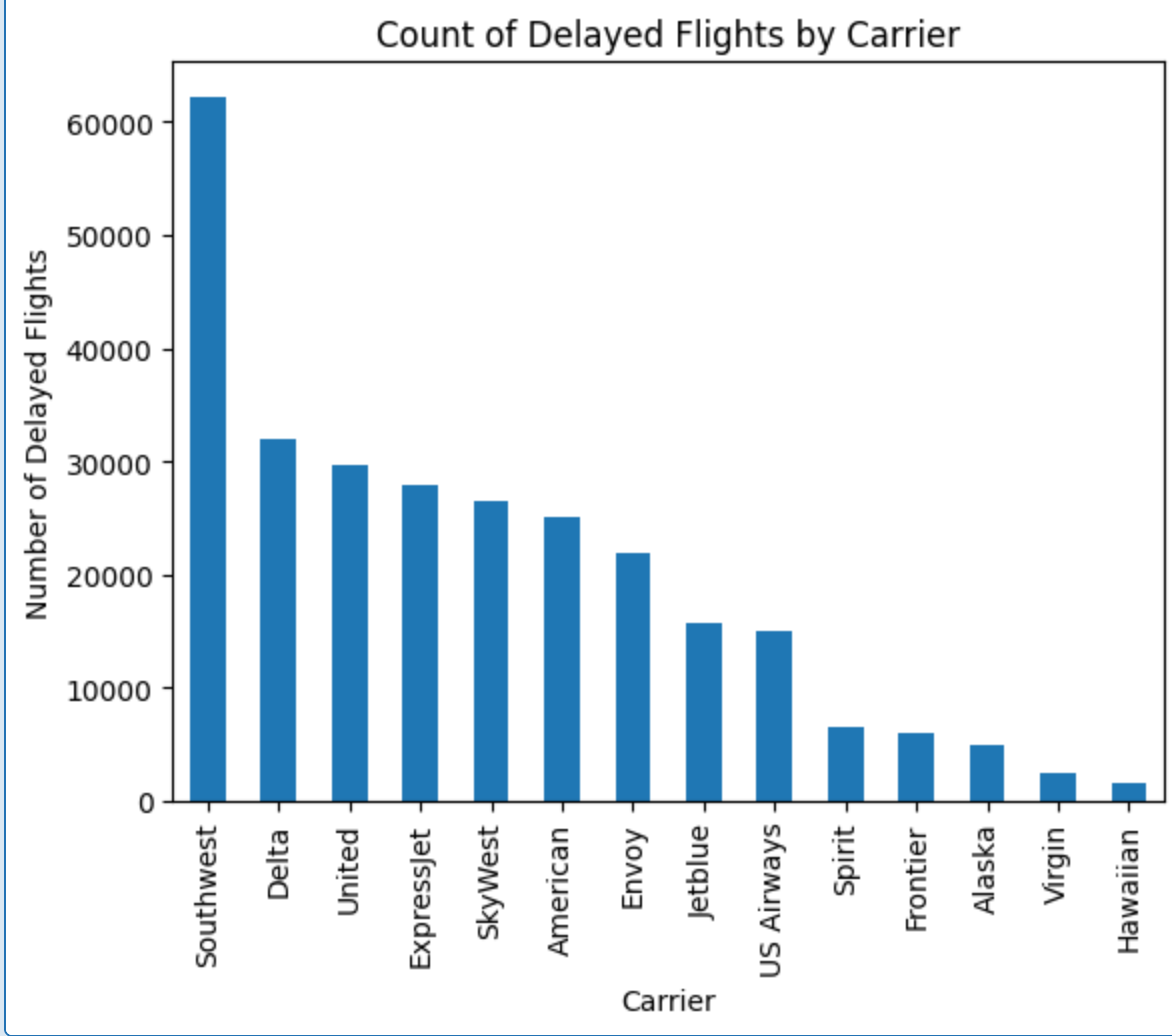 Count of Delayed Flights by Carrier
Number of Delayed Flights
60000
50000
40000
30000
20000
10000
0
Southwest
Delta
United
ExpressJet
SkyWest
American
Envoy
Jetblue
US Airways
Spirit
Frontier
Alaska
Virgin
Hawaiian
Carrier